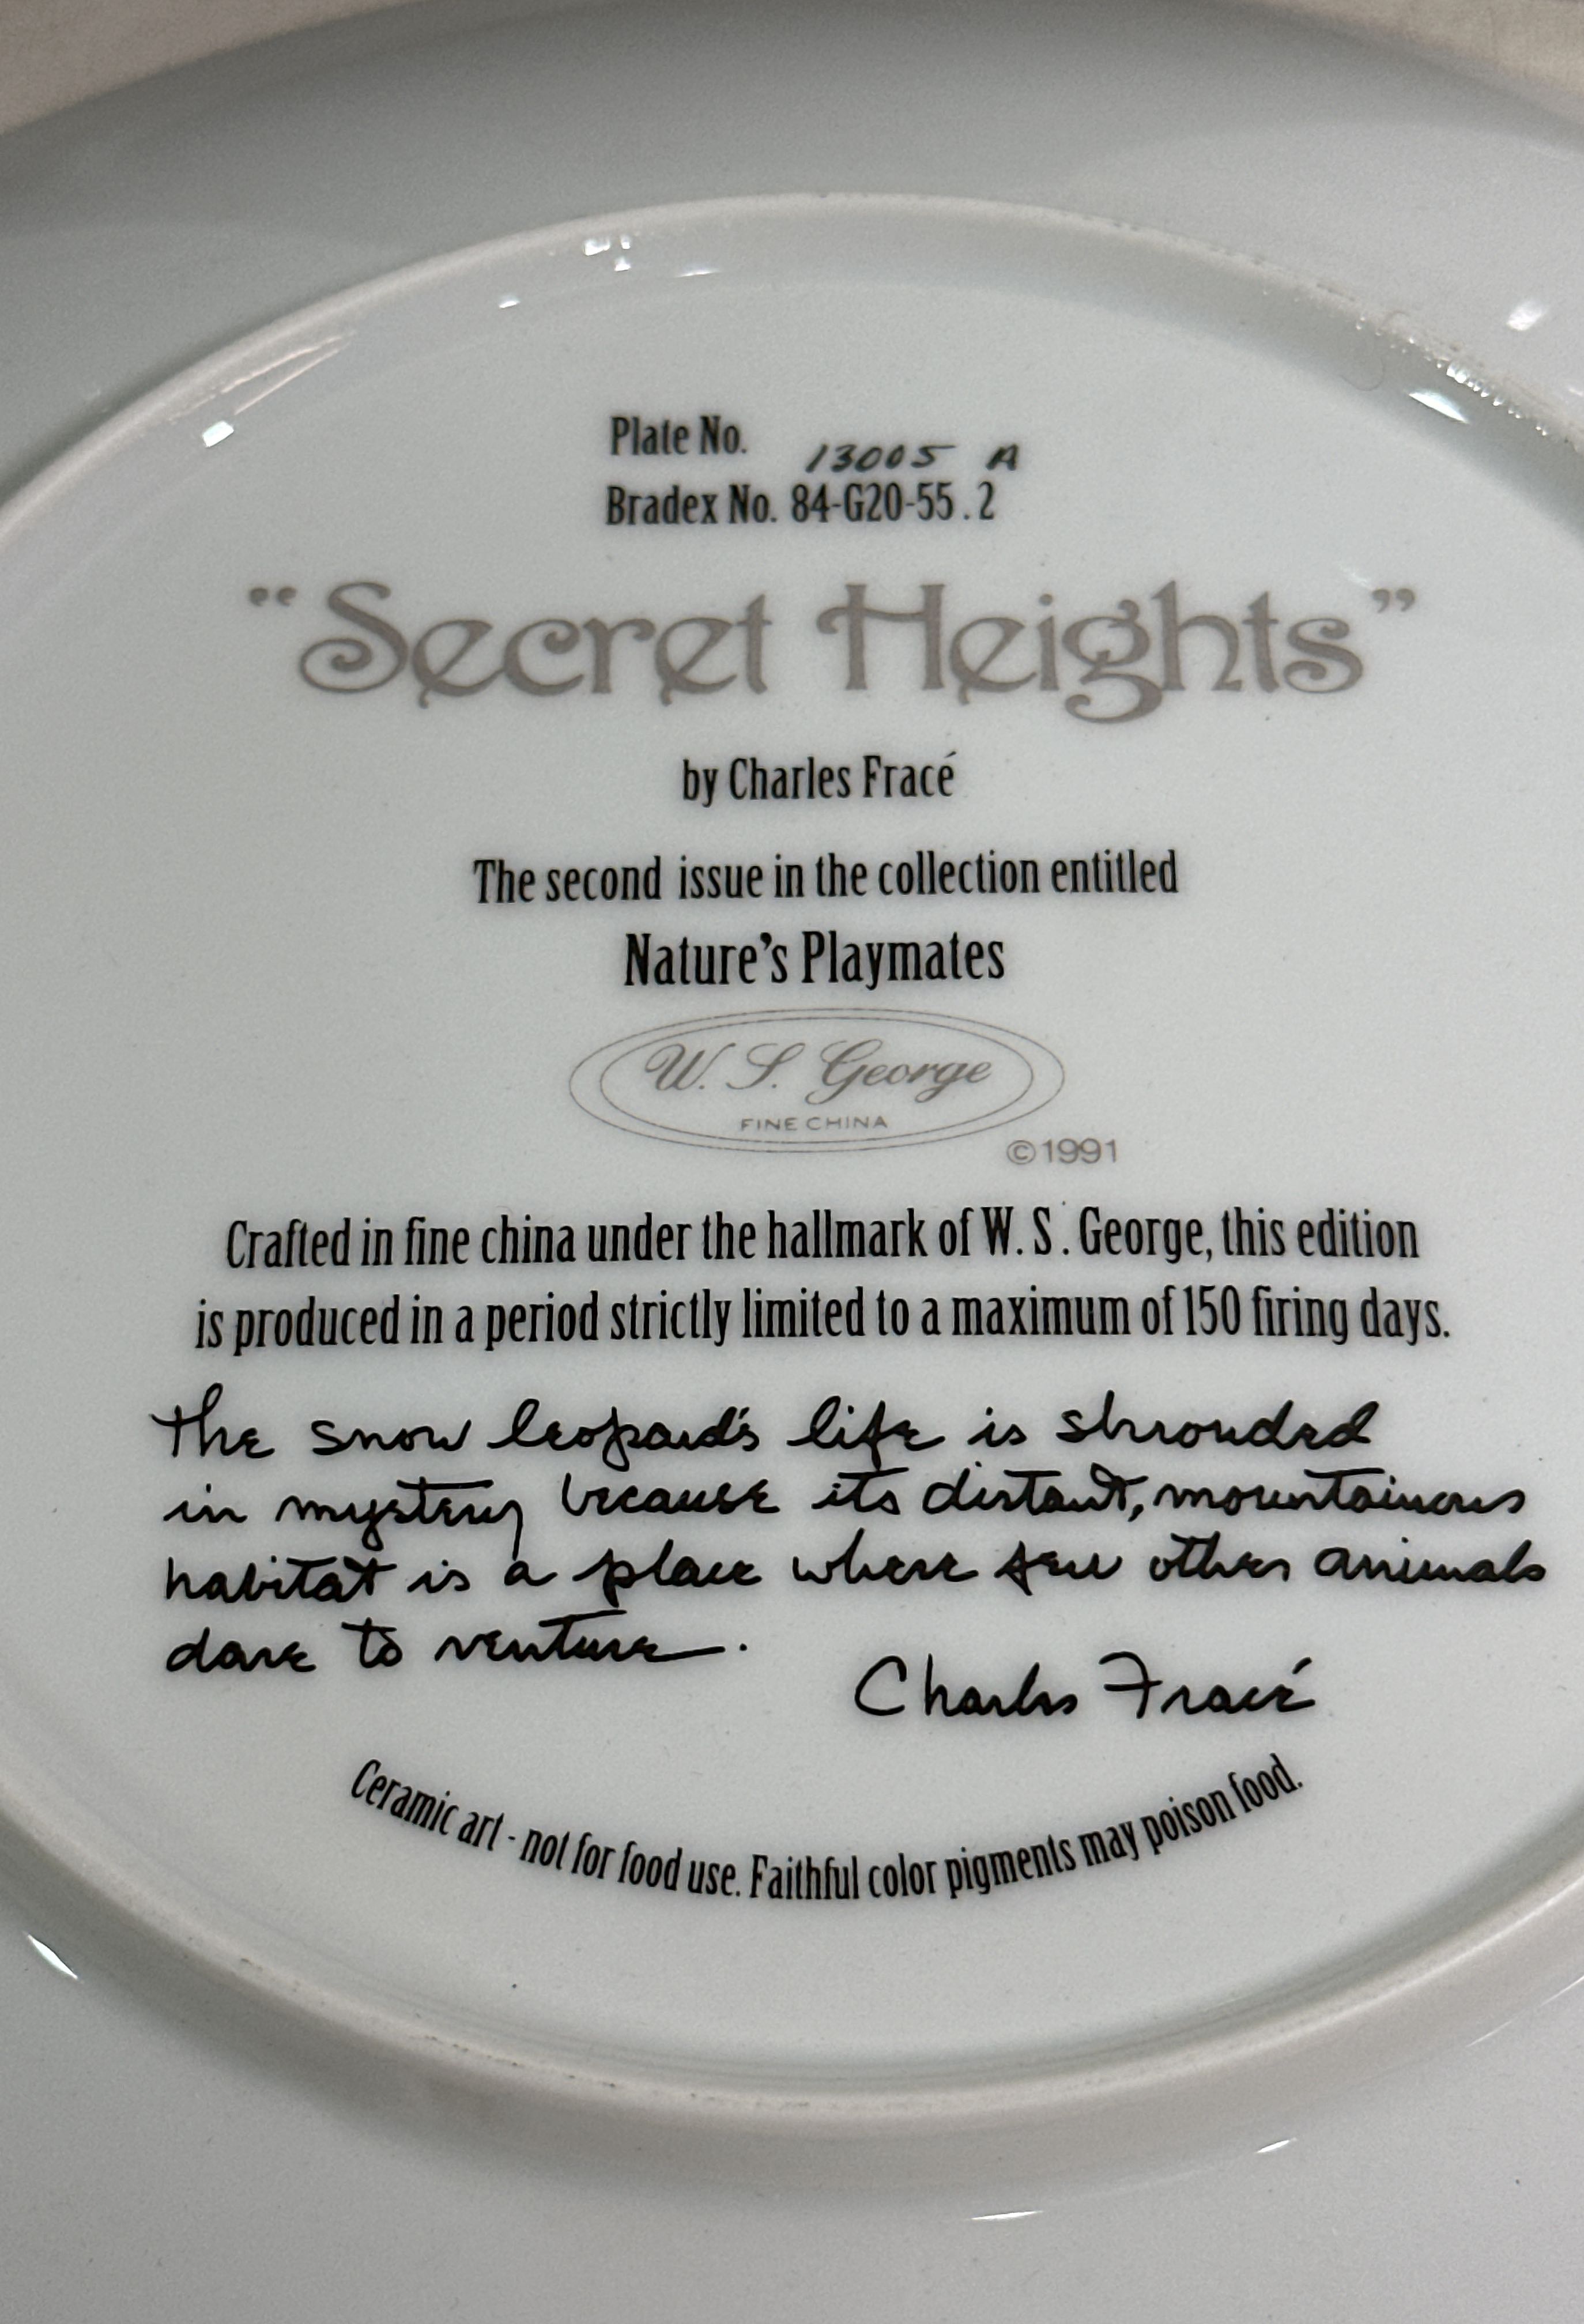 Plate No. 13005 A
Bradex No. 84-G20-55.2
“Secret Heights”
by Charles Fracé
The second issue in the collection entitled
Nature’s Playmates
W. S. George
FINE CHINA
©1991
Crafted in fine china under the hallmark of W. S. George, this edition
is produced in a period strictly limited to a maximum of 150 firing days.
The snow leopard's life is shrouded
in mystery because its distant, mountainous
habitat is a place where few other animals
dare to venture.
Charles Fracé
Ceramic art - not for food use. Faithful color pigments may poison food.